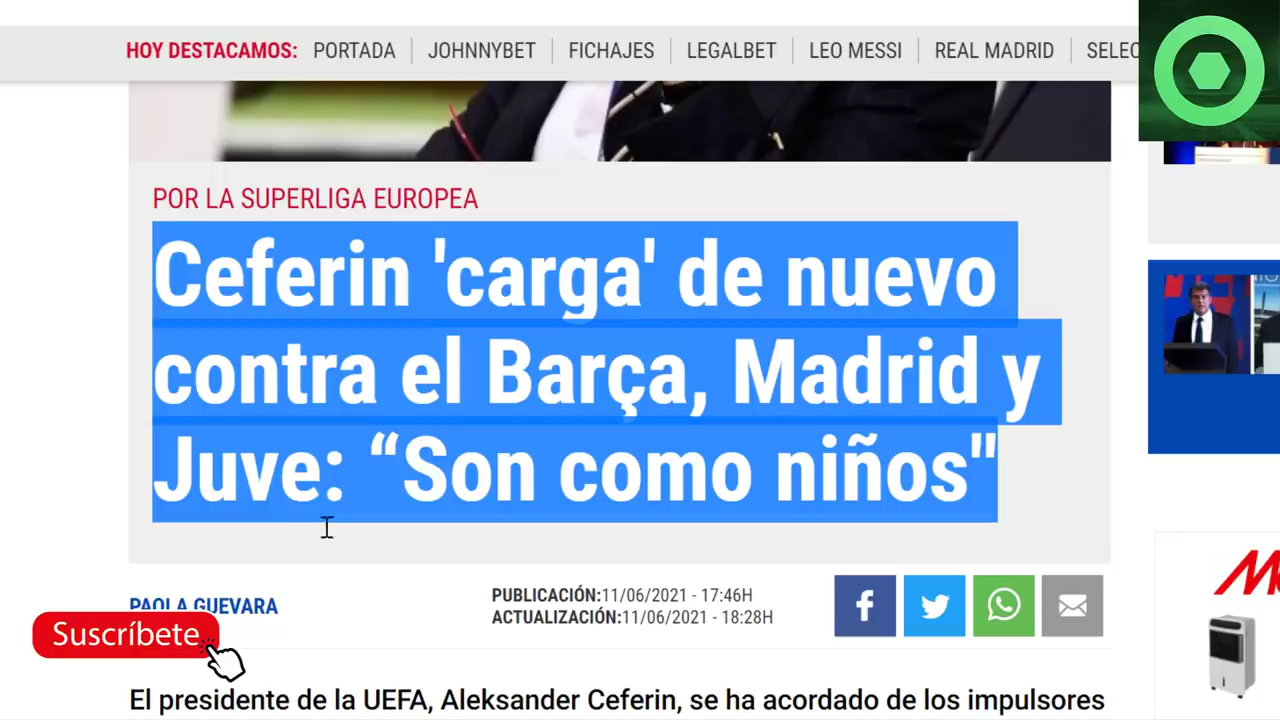 HOY DESTACAMOS: PORTADA JOHNNYBET FICHAJES LEGALBET LEO MESSI REAL MADRID
POR LA SUPERLIGA EUROPEA
Ceferin 'carga' de nuevo
contra el Barça, Madrid y
Juve: “Son como niños"
PAOLA GUEVARA
PUBLICACIÓN:11/06/2021 - 17:46H
ACTUALIZACIÓN:11/06/2021 - 18:28H
Suscríbete
El presidente de la UEFA, Aleksander Ceferin, se ha acordado de los impulsores